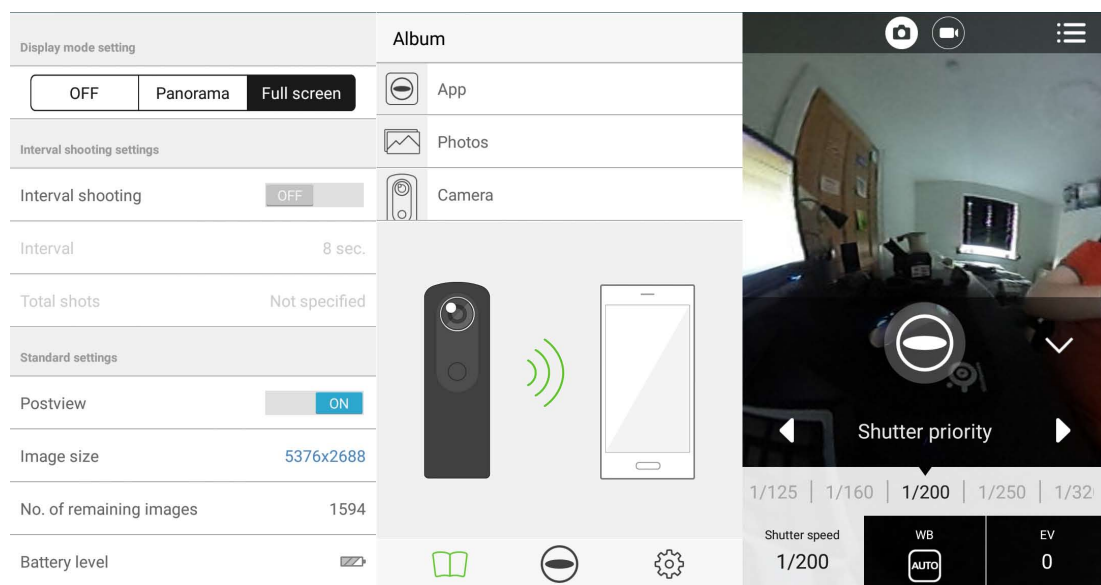 Display mode setting
OFF Panorama Full screen
Interval shooting settings
Interval shooting OFF
Interval 8 sec.
Total shots Not specified
Standard settings
Postview ON
Image size 5376x2688
No. of remaining images 1594
Battery level
Album
App
Photos
Camera
Shutter priority
1/125 | 1/160 | 1/200 | 1/250 | 1/32
Shutter speed WB EV
1/200 AUTO 0